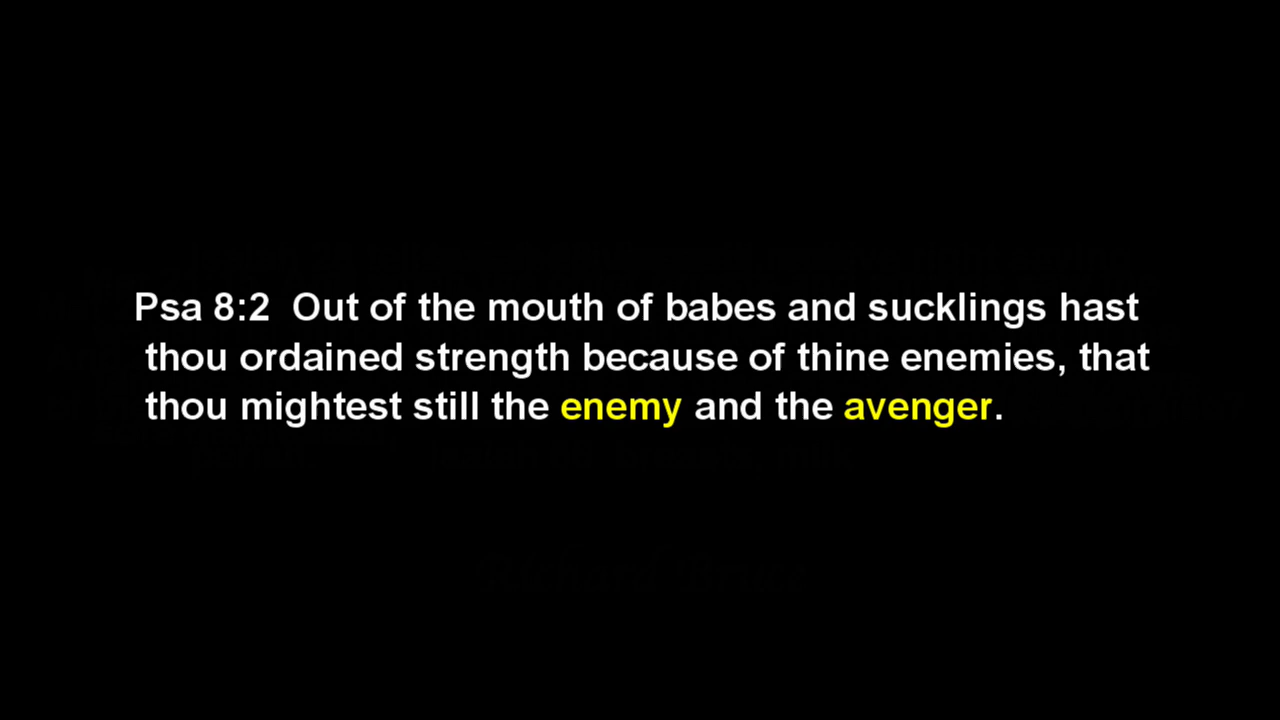 Psa 8:2  Out of the mouth of babes and sucklings hast
thou ordained strength because of thine enemies, that
thou mightest still the enemy and the avenger.